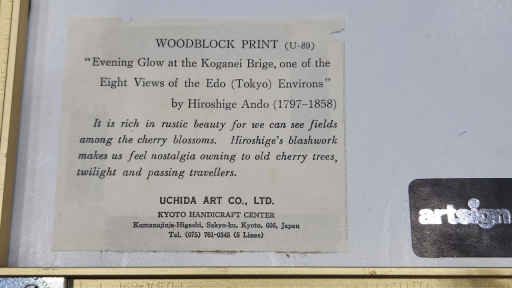 WOODBLOCK PRINT (U-89)
"Evening Glow at the Koganei Brige, one of the
Eight Views of the Edo (Tokyo) Environs"
by Hiroshige Ando (1797-1858)
It is rich in rustic beauty for we can see fields
among the cherry blossoms. Hiroshige's blashwork
makes us feel nostalgia owning to old cherry trees,
twilight and passing travellers.
UCHIDA ART CO., LTD.
KYOTO HANDICRAFT CENTER
Kumanojinja-Higashi, Sakyo-ku, Kyoto, 606, Japan
Tel. (075) 761-0345 (5 Lines)
artsign